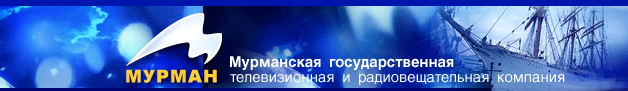 МУРМАН
Мурманская государственная
телевизионная и радиовещательная компания